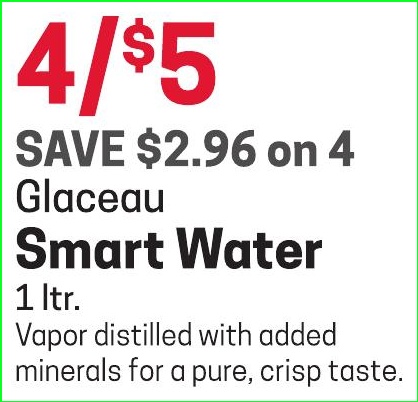 4/$5
SAVE $2.96 on 4
Glaceau
Smart Water
1 ltr.
Vapor distilled with added
minerals for a pure, crisp taste.